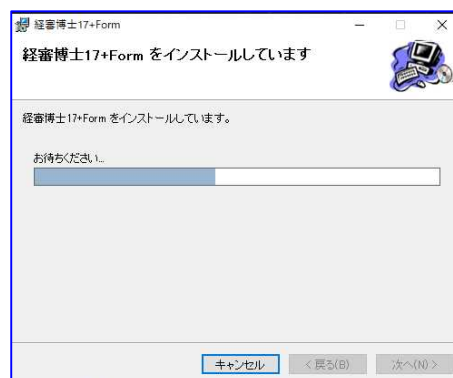 経審博士17+Form
経審博士17+Form をインストールしています
経審博士17+Form をインストールしています。
お待ちください...
キャンセル
< 戻る(B)
次へ(N) >